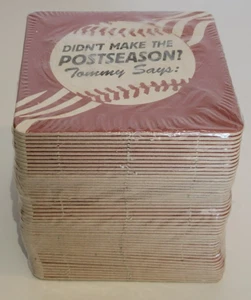 DIDN'T MAKE THE
POSTSEASON?
Tommy Says: